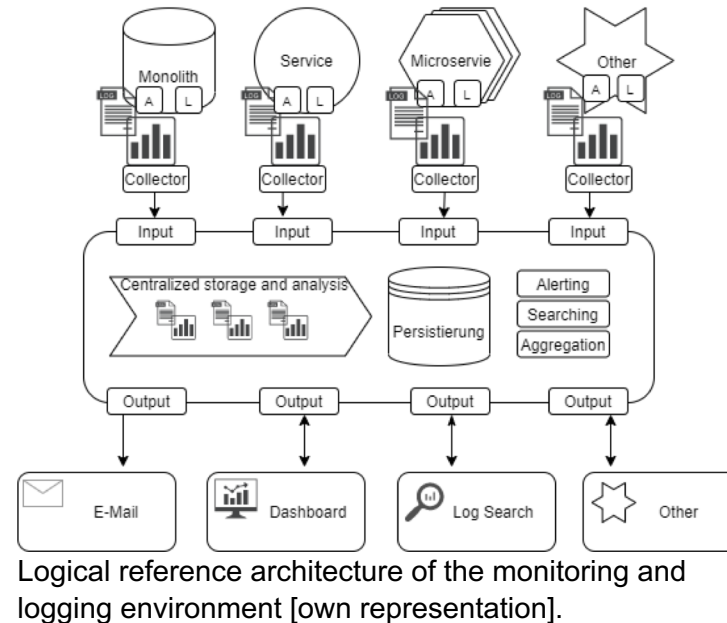 Monolith
A L
LOG
Collector
Service
A L
LOG
Collector
Microservie
A L
LOG
Collector
Other
A L
LOG
Collector
Input
Input
Input
Input
Centralized storage and analysis
Persistierung
Alerting
Searching
Aggregation
Output
Output
Output
Output
E-Mail
Dashboard
Log Search
Other
Logical reference architecture of the monitoring and
logging environment [own representation].